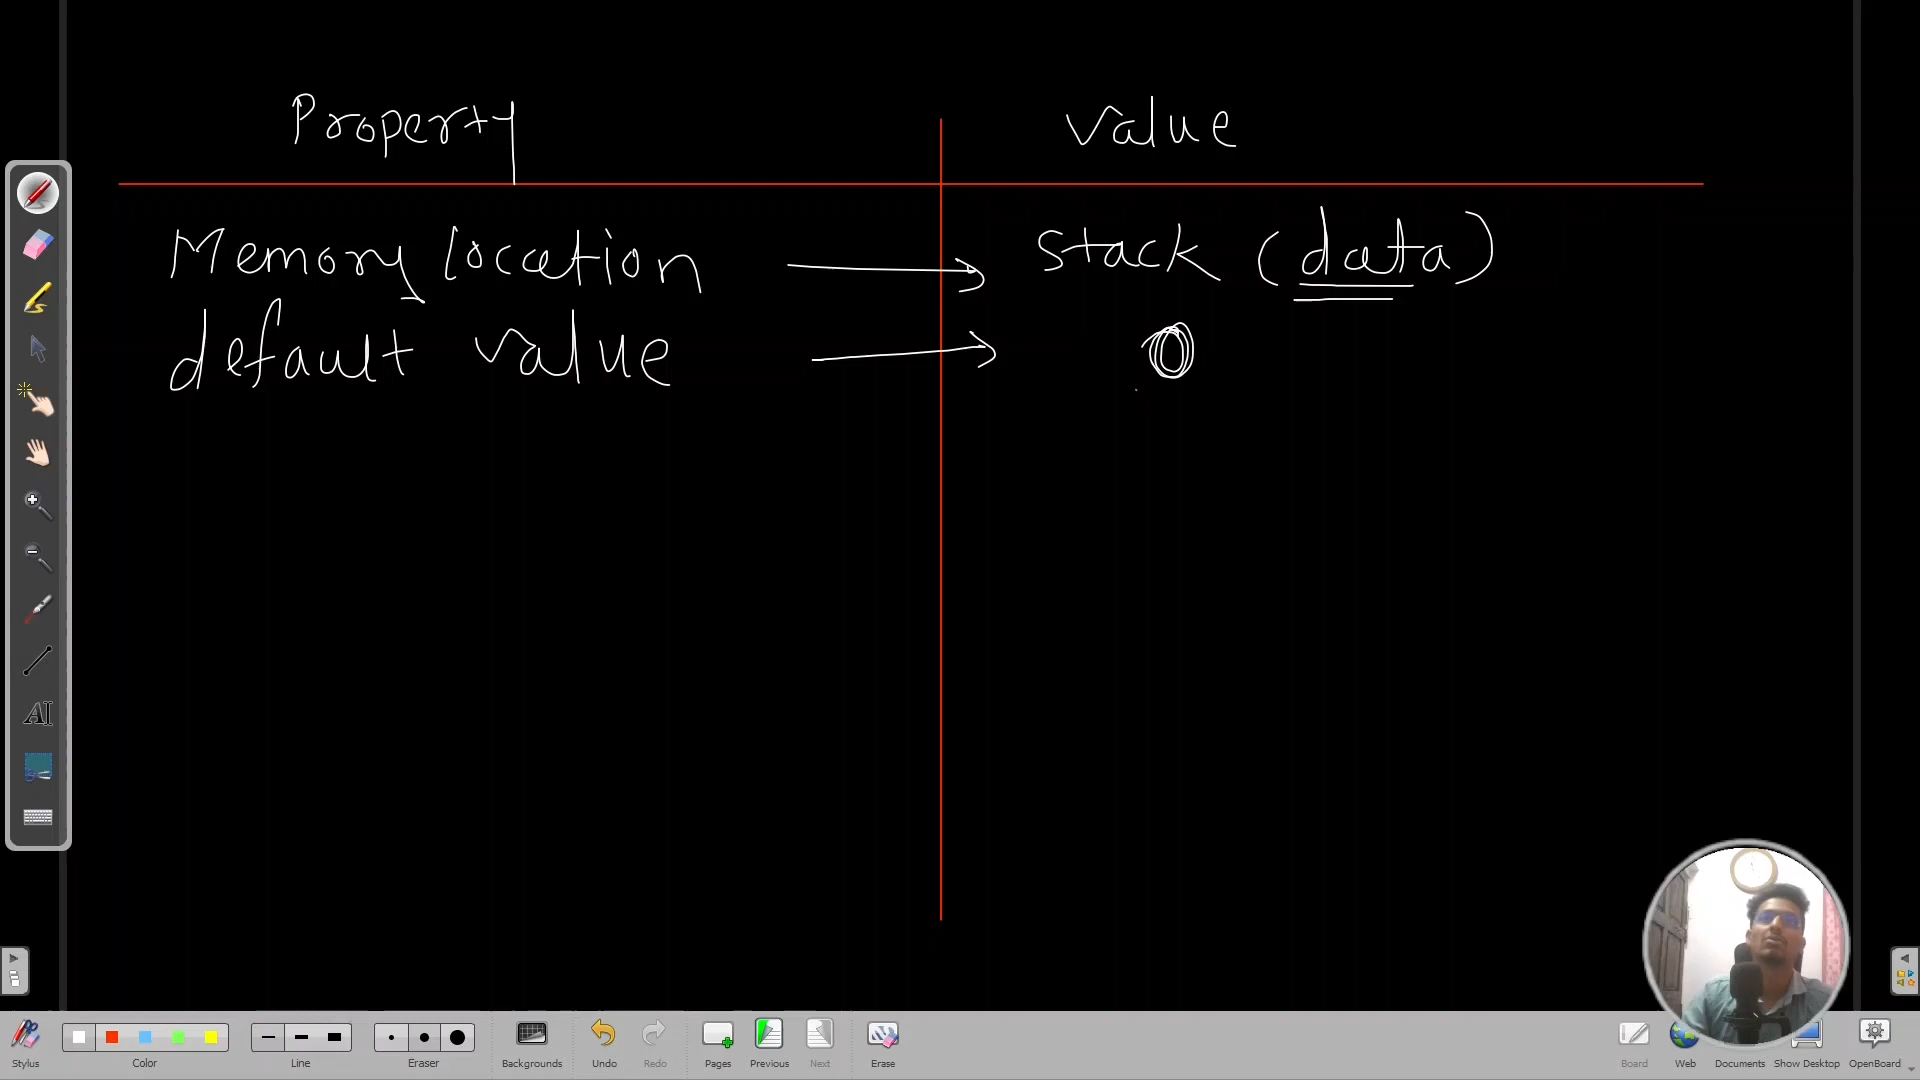 Property value
Memory location → stack (data)
default value → 0
AI
Stylus Color Line Eraser Backgrounds Undo Redo Pages Previous Next Erase Board Web Documents Show Desktop OpenBoard